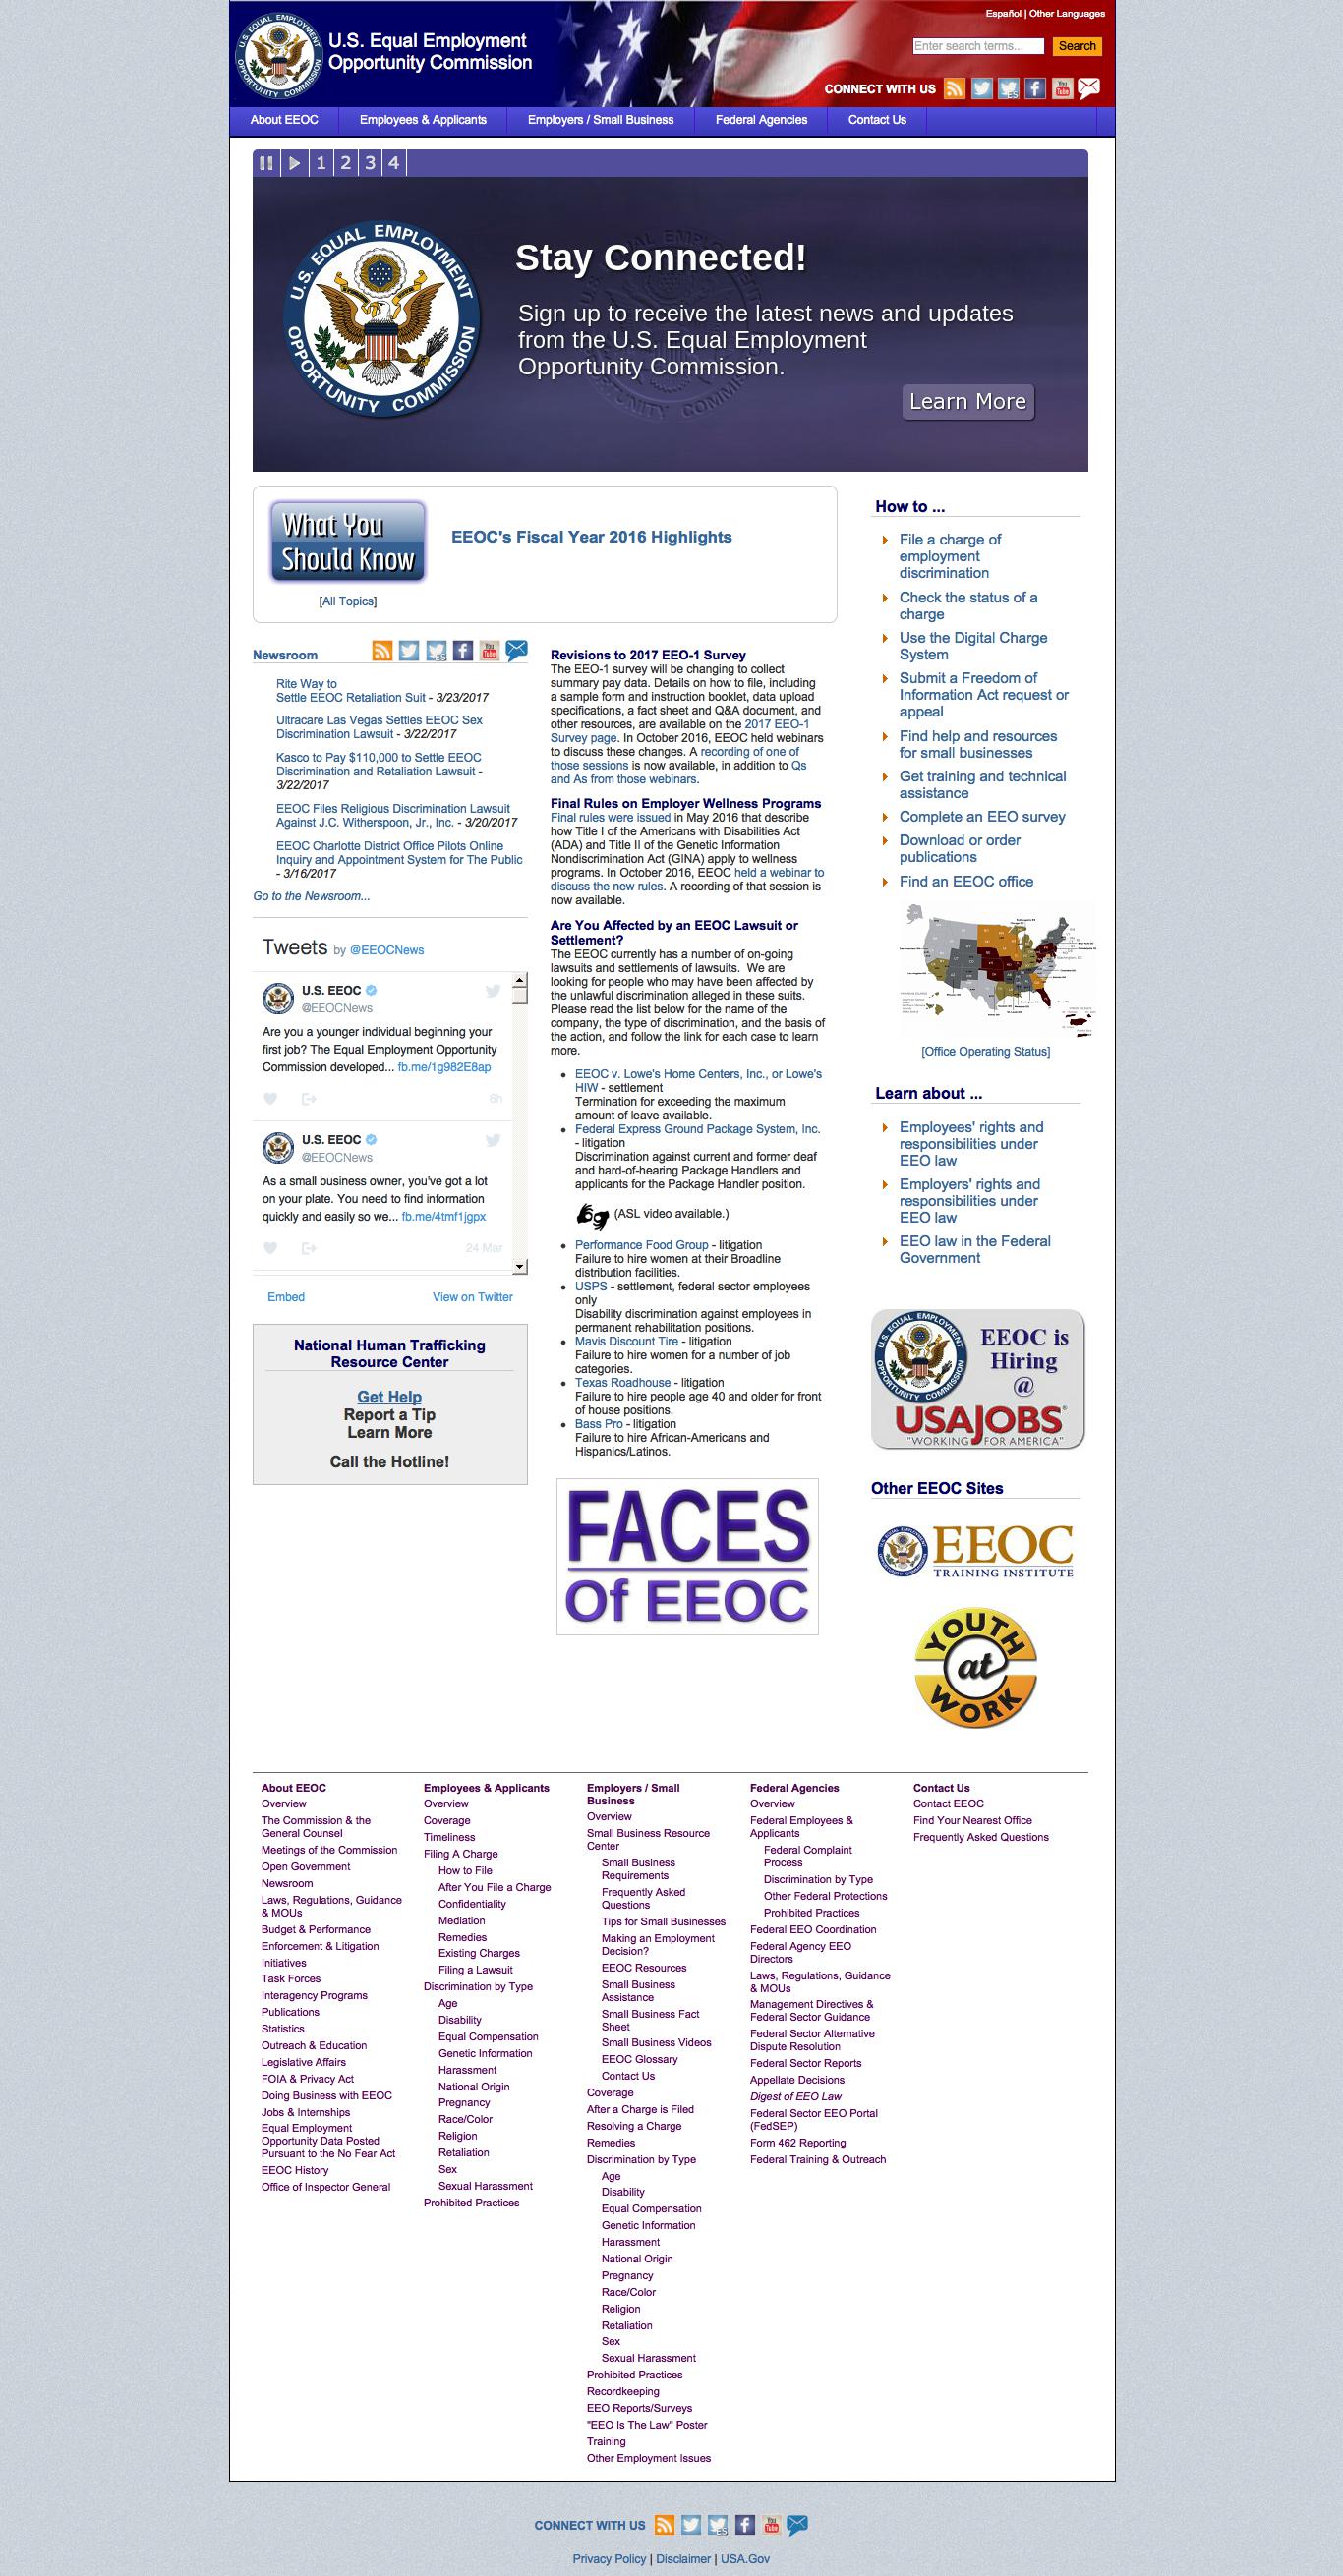 Español | Other Languages
U.S. Equal Employment
Opportunity Commission
Enter search terms...
Search
CONNECT WITH US
About EEOC
Employees & Applicants
Employers / Small Business
Federal Agencies
Contact Us
1 2 3 4
U.S. EQUAL EMPLOYMENT OPPORTUNITY COMMISSION
Stay Connected!
Sign up to receive the latest news and updates
from the U.S. Equal Employment
Opportunity Commission.
Learn More
What You
Should Know
[All Topics]
EEOC's Fiscal Year 2016 Highlights
Newsroom
Rite Way to
Settle EEOC Retaliation Suit - 3/23/2017
Ultracare Las Vegas Settles EEOC Sex
Discrimination Lawsuit - 3/22/2017
Kasco to Pay $110,000 to Settle EEOC
Discrimination and Retaliation Lawsuit -
3/22/2017
EEOC Files Religious Discrimination Lawsuit
Against J.C. Witherspoon, Jr., Inc. - 3/20/2017
EEOC Charlotte District Office Pilots Online
Inquiry and Appointment System for The Public
- 3/16/2017
Go to the Newsroom...
Tweets by @EEOCNews
U.S. EEOC
@EEOCNews
Are you a younger individual beginning your
first job? The Equal Employment Opportunity
Commission developed... fb.me/1g982E8ap
6h
U.S. EEOC
@EEOCNews
As a small business owner, you've got a lot
on your plate. You need to find information
quickly and easily so we... fb.me/4tmf1jgpx
24 Mar
Embed
View on Twitter
National Human Trafficking
Resource Center
Get Help
Report a Tip
Learn More
Call the Hotline!
Revisions to 2017 EEO-1 Survey
The EEO-1 survey will be changing to collect
summary pay data. Details on how to file, including
a sample form and instruction booklet, data upload
specifications, a fact sheet and Q&A document, and
other resources, are available on the 2017 EEO-1
Survey page. In October 2016, EEOC held webinars
to discuss these changes. A recording of one of
those sessions is now available, in addition to Qs
and As from those webinars.
Final Rules on Employer Wellness Programs
Final rules were issued in May 2016 that describe
how Title I of the Americans with Disabilities Act
(ADA) and Title II of the Genetic Information
Nondiscrimination Act (GINA) apply to wellness
programs. In October 2016, EEOC held a webinar to
discuss the new rules. A recording of that session is
now available.
Are You Affected by an EEOC Lawsuit or
Settlement?
The EEOC currently has a number of on-going
lawsuits and settlements of lawsuits. We are
looking for people who may have been affected by
the unlawful discrimination alleged in these suits.
Please read the list below for the name of the
company, the type of discrimination, and the basis of
the action, and follow the link for each case to learn
more.
EEOC v. Lowe's Home Centers, Inc., or Lowe's
HIW - settlement
Termination for exceeding the maximum
amount of leave available.
Federal Express Ground Package System, Inc.
- litigation
Discrimination against current and former deaf
and hard-of-hearing Package Handlers and
applicants for the Package Handler position.
(ASL video available.)
Performance Food Group - litigation
Failure to hire women at their Broadline
distribution facilities.
USPS - settlement, federal sector employees
only
Disability discrimination against employees in
permanent rehabilitation positions.
Mavis Discount Tire - litigation
Failure to hire women for a number of job
categories.
Texas Roadhouse - litigation
Failure to hire people age 40 and older for front
of house positions.
Bass Pro - litigation
Failure to hire African-Americans and
Hispanics/Latinos.
FACES
Of EEOC
How to ...
File a charge of
employment
discrimination
Check the status of a
charge
Use the Digital Charge
System
Submit a Freedom of
Information Act request or
appeal
Find help and resources
for small businesses
Get training and technical
assistance
Complete an EEO survey
Download or order
publications
Find an EEOC office
[Office Operating Status]
Learn about ...
Employees' rights and
responsibilities under
EEO law
Employers' rights and
responsibilities under
EEO law
EEO law in the Federal
Government
EEOC is
Hiring
@
USAJOBS
"WORKING FOR AMERICA"
Other EEOC Sites
EEOC
TRAINING INSTITUTE
YOUTH
at
WORK
About EEOC
Overview
The Commission & the
General Counsel
Meetings of the Commission
Open Government
Newsroom
Laws, Regulations, Guidance
& MOUs
Budget & Performance
Enforcement & Litigation
Initiatives
Task Forces
Interagency Programs
Publications
Statistics
Outreach & Education
Legislative Affairs
FOIA & Privacy Act
Doing Business with EEOC
Jobs & Internships
Equal Employment
Opportunity Data Posted
Pursuant to the No Fear Act
EEOC History
Office of Inspector General
Employees & Applicants
Overview
Coverage
Timeliness
Filing A Charge
How to File
After You File a Charge
Confidentiality
Mediation
Remedies
Existing Charges
Filing a Lawsuit
Discrimination by Type
Age
Disability
Equal Compensation
Genetic Information
Harassment
National Origin
Pregnancy
Race/Color
Religion
Retaliation
Sex
Sexual Harassment
Prohibited Practices
Employers / Small
Business
Overview
Small Business Resource
Center
Small Business
Requirements
Frequently Asked
Questions
Tips for Small Businesses
Making an Employment
Decision?
EEOC Resources
Small Business
Assistance
Small Business Fact
Sheet
Small Business Videos
EEOC Glossary
Contact Us
Coverage
After a Charge is Filed
Resolving a Charge
Remedies
Discrimination by Type
Age
Disability
Equal Compensation
Genetic Information
Harassment
National Origin
Pregnancy
Race/Color
Religion
Retaliation
Sex
Sexual Harassment
Prohibited Practices
Recordkeeping
EEO Reports/Surveys
"EEO Is The Law" Poster
Training
Other Employment Issues
Federal Agencies
Overview
Federal Employees &
Applicants
Federal Complaint
Process
Discrimination by Type
Other Federal Protections
Prohibited Practices
Federal EEO Coordination
Federal Agency EEO
Directors
Laws, Regulations, Guidance
& MOUs
Management Directives &
Federal Sector Guidance
Federal Sector Alternative
Dispute Resolution
Federal Sector Reports
Appellate Decisions
Digest of EEO Law
Federal Sector EEO Portal
(FedSEP)
Form 462 Reporting
Federal Training & Outreach
Contact Us
Contact EEOC
Find Your Nearest Office
Frequently Asked Questions
CONNECT WITH US
Privacy Policy | Disclaimer | USA.Gov